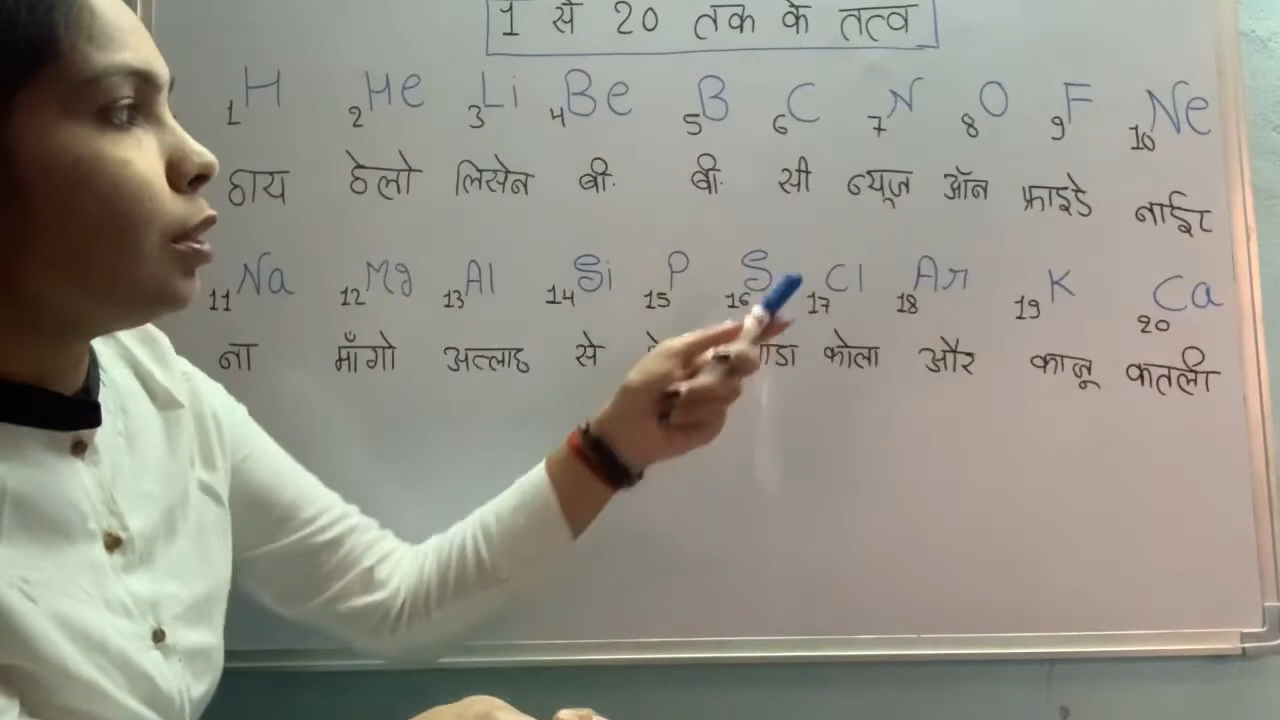 1 से 20 तक के तत्व
1H 2He 3Li 4Be 5B 6C 7N 8O 9F 10Ne
हाय हेलो लिसेन बी. बी. सी न्यूज ऑन फ्राइडे नाईट
11Na 12Mg 13Al 14Si 15P 16S 17Cl 18Ar 19K 20Ca
ना माँगो अल्लाह से कोला और काजू कतली